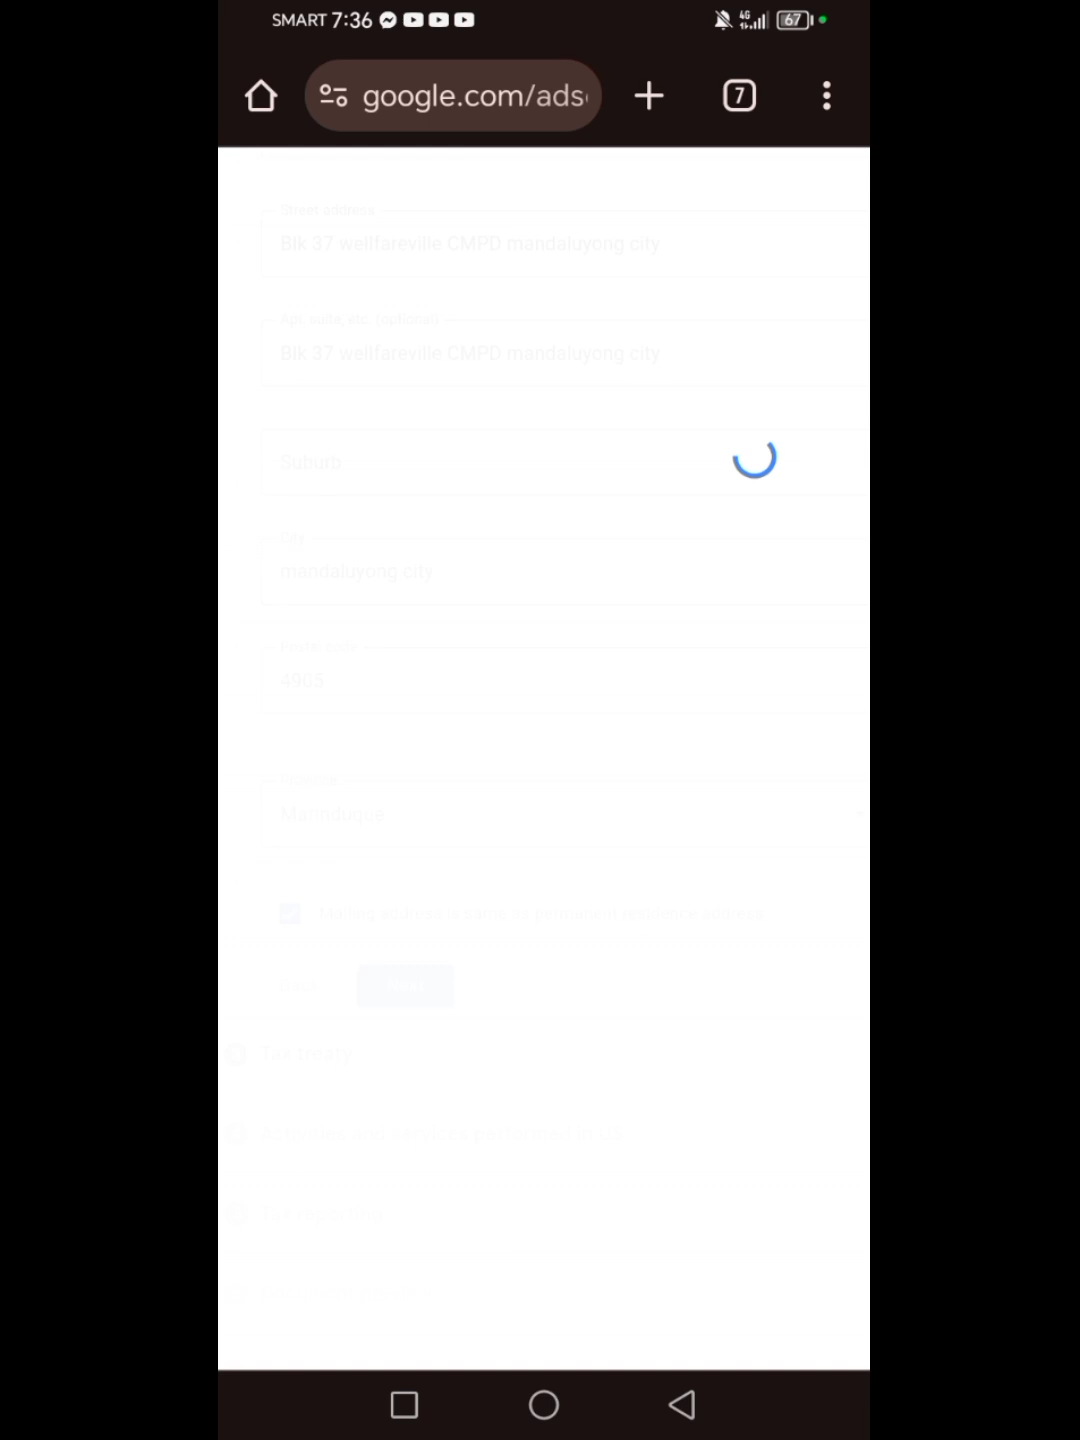 SMART 7:36
4G
67
google.com/ads
7
Street address
Blk 37 wellfareville CMPD mandaluyong city
Apt, suite, etc. (optional)
Blk 37 wellfareville CMPD mandaluyong city
Suburb
City
mandaluyong city
Postal code
4905
Province
Marinduque
Mailing address is same as permanent residence address
Next
Tax treaty